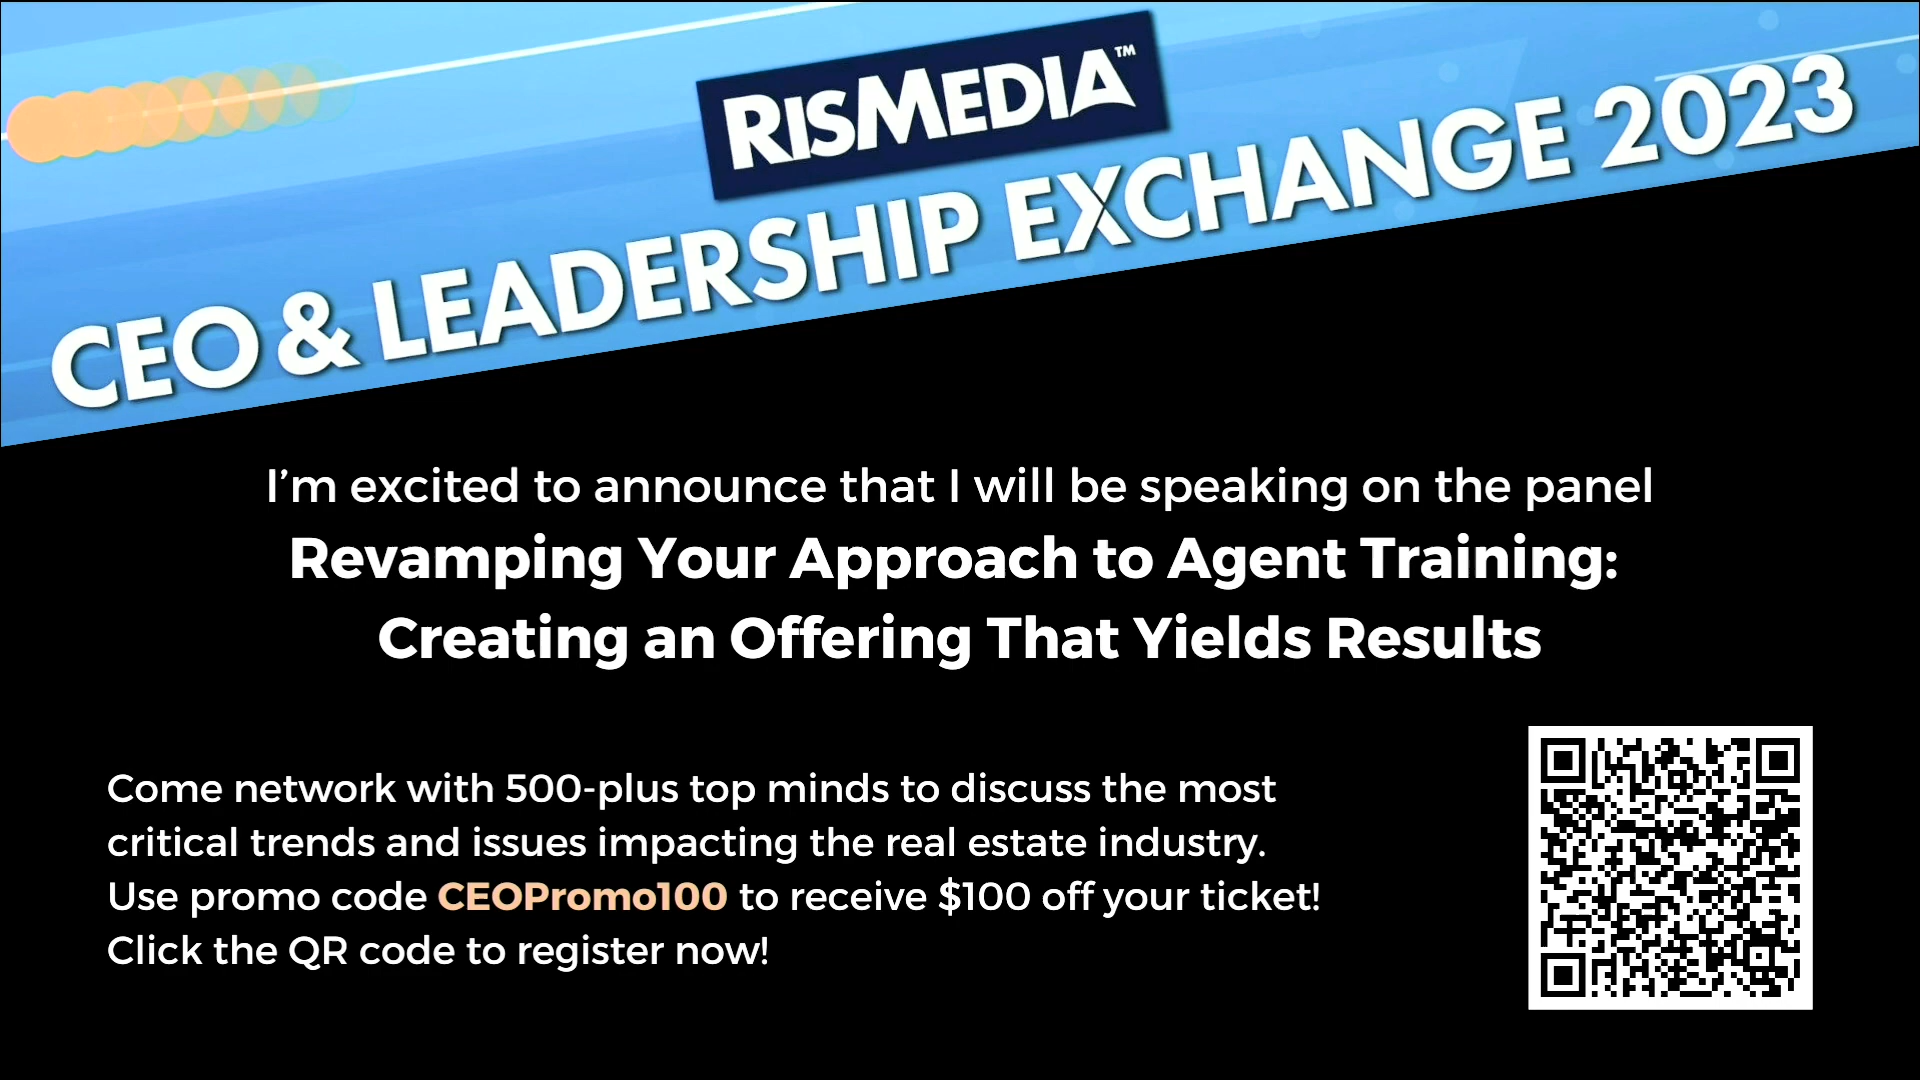 RISMEDIA™
CEO & LEADERSHIP EXCHANGE 2023
I’m excited to announce that I will be speaking on the panel
Revamping Your Approach to Agent Training:
Creating an Offering That Yields Results
Come network with 500-plus top minds to discuss the most
critical trends and issues impacting the real estate industry.
Use promo code CEOPromo100 to receive $100 off your ticket!
Click the QR code to register now!